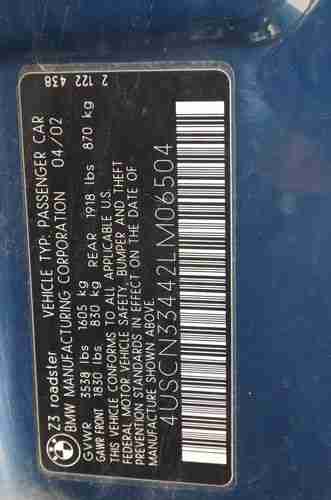 Z3 roadster VEHICLE TYP: PASSENGER CAR
BMW MANUFACTURING CORPORATION 04/02
GVWR 3538 lbs 1605 kg
GAWR FRONT 1830 lbs 830 kg REAR 1918 lbs 870 kg
THIS VEHICLE CONFORMS TO ALL APPLICABLE
FEDERAL MOTOR VEHICLE SAFETY, BUMPER AND THEFT
PREVENTION STANDARDS IN EFFECT ON THE DATE OF
MANUFACTURE SHOWN ABOVE.
4USCN33442LM06504
2 122 438